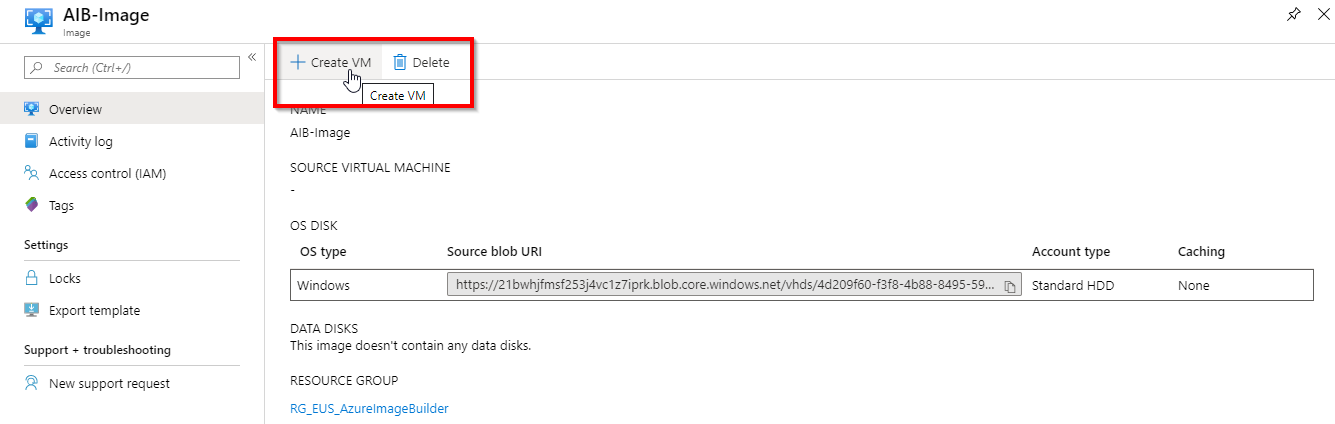 AIB-Image
Image
«
Search (Ctrl+/)
Overview
Activity log
Access control (IAM)
Tags
Settings
Locks
Export template
Support + troubleshooting
New support request
Create VM Delete
Create VM
NAME
AIB-Image
SOURCE VIRTUAL MACHINE
-
OS DISK
OS type Source blob URI Account type Caching
Windows https://21bwhjfmsf253j4vc1z7iprk.blob.core.windows.net/vhds/4d209f60-f3f8-4b88-8495-59... Standard HDD None
DATA DISKS
This image doesn't contain any data disks.
RESOURCE GROUP
RG_EUS_AzureImageBuilder